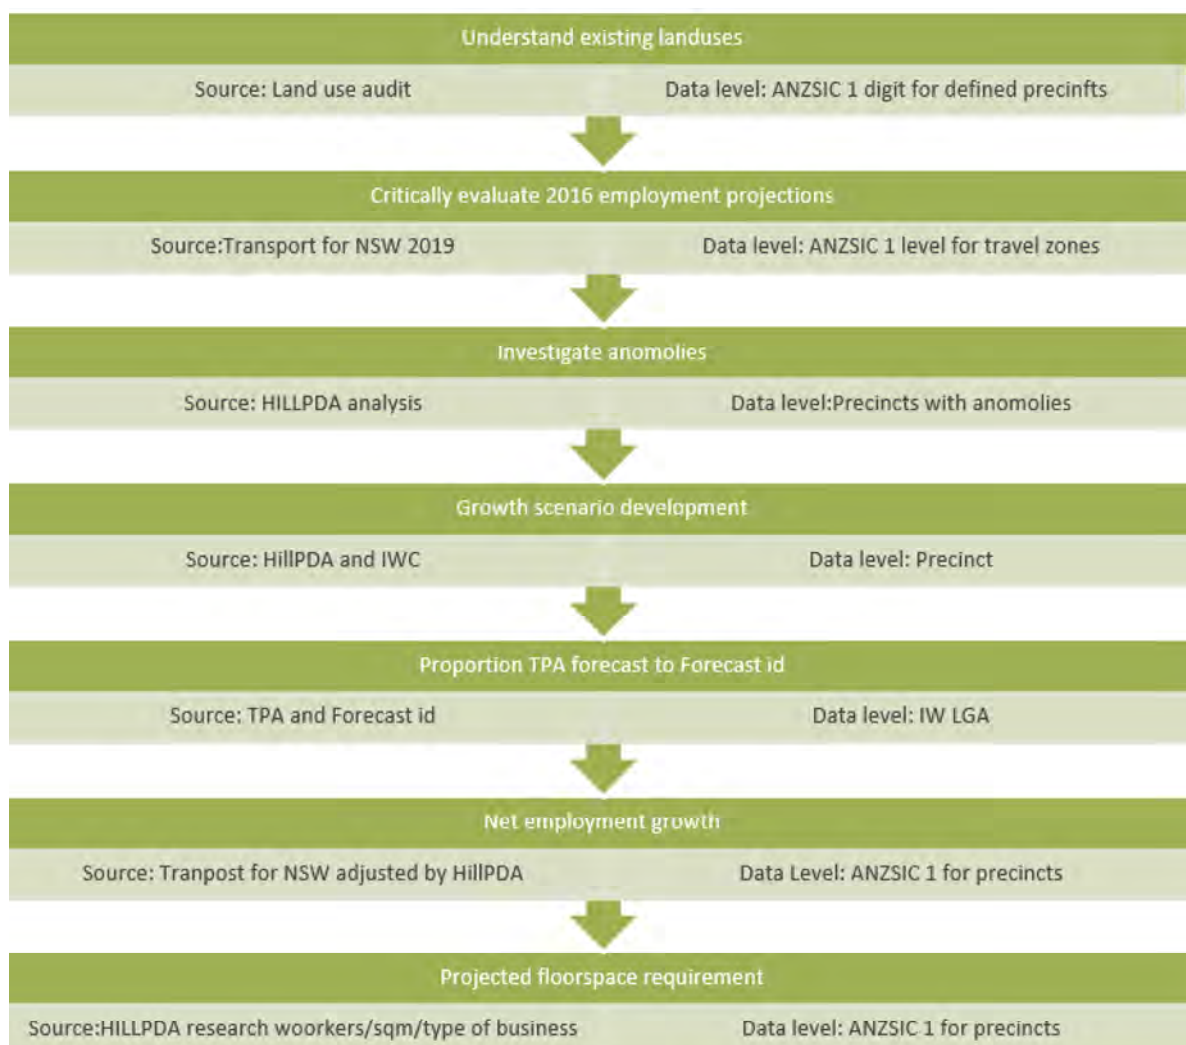 Understand existing landuses
Source: Land use audit
Data level: ANZSIC 1 digit for defined precinfts
Critically evaluate 2016 employment projections
Source:Transport for NSW 2019
Data level: ANZSIC 1 level for travel zones
Investigate anomolies
Source: HILLPDA analysis
Data level:Precincts with anomolies
Growth scenario development
Source: HillPDA and IWC
Data level: Precinct
Proportion TPA forecast to Forecast id
Source: TPA and Forecast id
Data level: IW LGA
Net employment growth
Source: Tranpost for NSW adjusted by HillPDA
Data Level: ANZSIC 1 for precincts
Projected floorspace requirement
Source:HILLPDA research woorkers/sqm/type of business
Data level: ANZSIC 1 for precincts